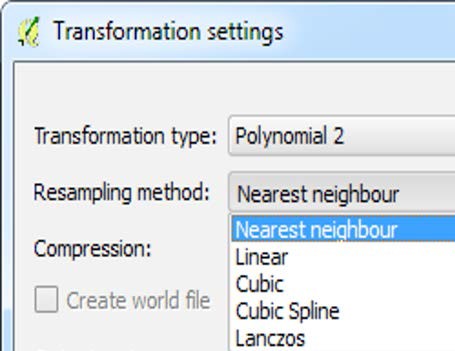 Transformation settings
Transformation type: Polynomial 2
Resampling method: Nearest neighbour
Nearest neighbour
Compression:
Linear
Cubic
Create world file
Cubic Spline
Lanczos